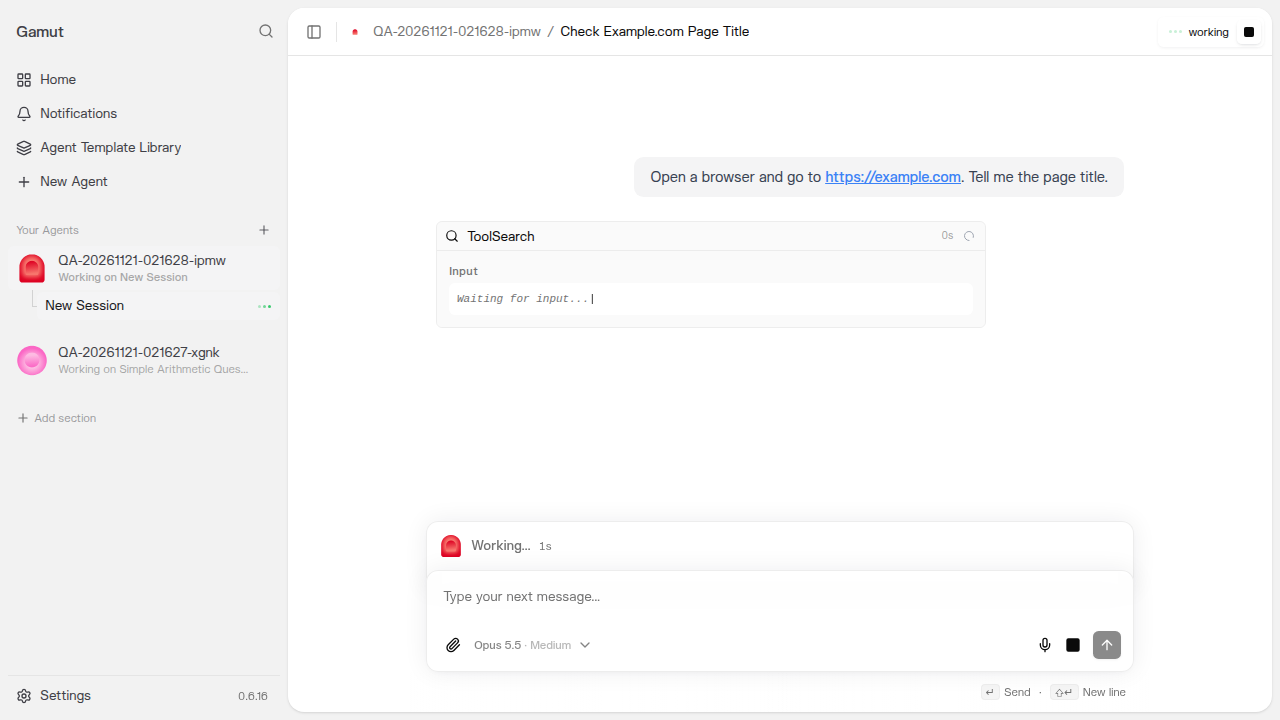 Gamut
Home
Notifications
Agent Template Library
New Agent
Your Agents
QA-20261121-021628-ipmw
Working on New Session
New Session
QA-20261121-021627-xgnk
Working on Simple Arithmetic Ques...
Add section
Settings
0.6.16
QA-20261121-021628-ipmw / Check Example.com Page Title
working
Open a browser and go to https://example.com. Tell me the page title.
ToolSearch
0s
Input
Waiting for input...
Working... 1s
Type your next message...
Opus 5.5 · Medium
Send · New line